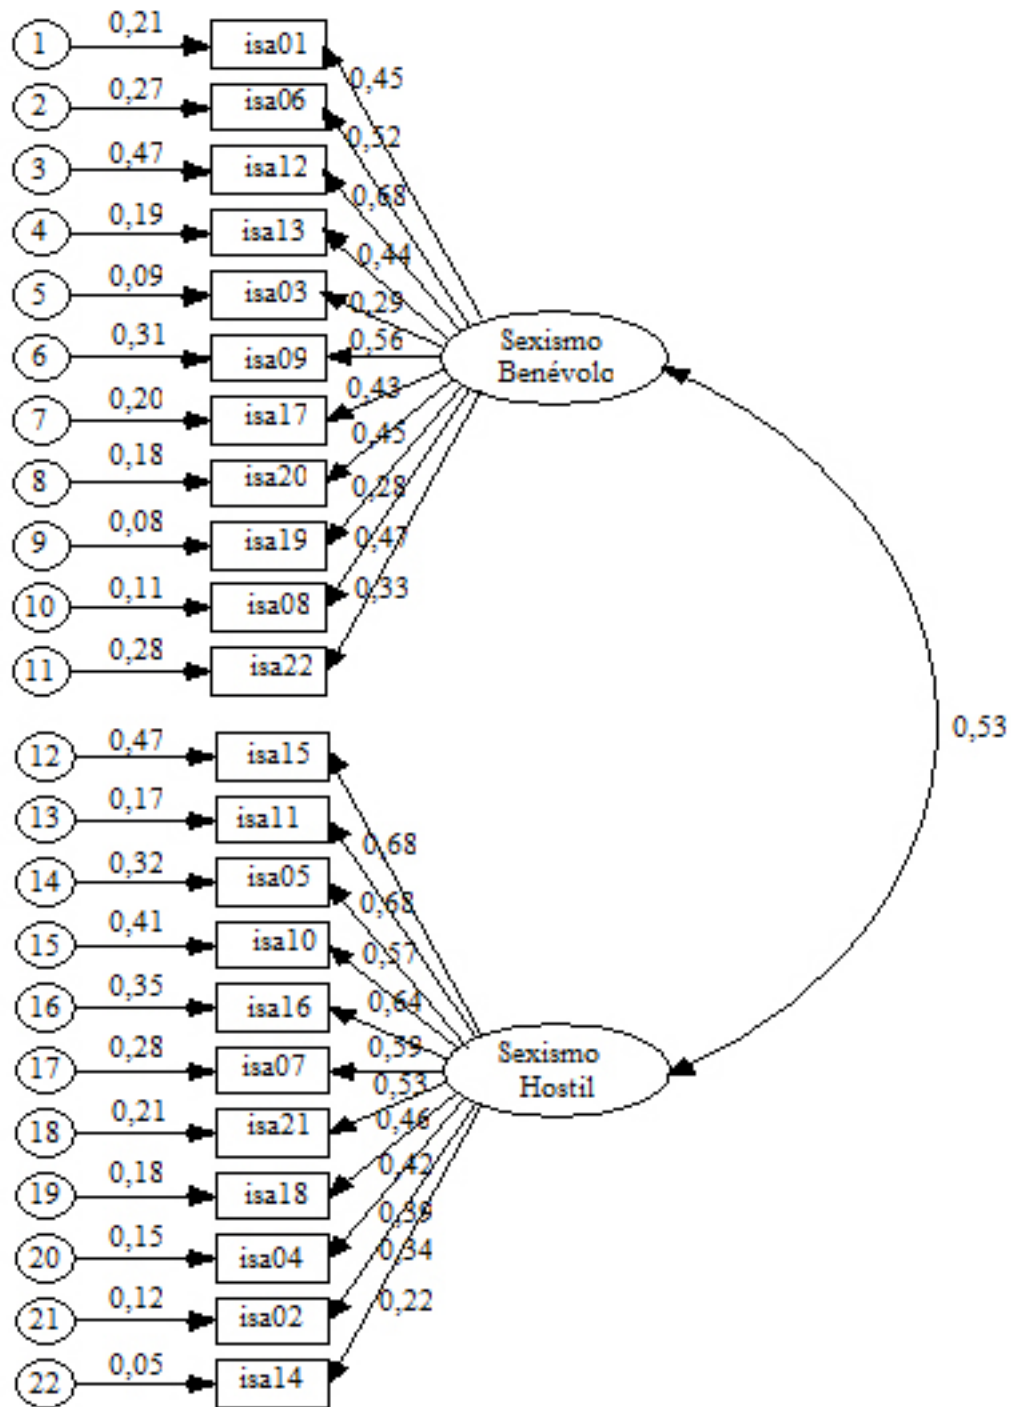 1 0,21 isa01 0,45
2 0,27 isa06 0,52
3 0,47 isa12 0,68
4 0,19 isa13 0,44
5 0,09 isa03 0,29
6 0,31 isa09 0,56
Sexismo
Benévolo
7 0,20 isa17 0,43
8 0,18 isa20 0,45
9 0,08 isa19 0,28
10 0,11 isa08 0,47
11 0,28 isa22 0,33
0,53
12 0,47 isa15 0,68
13 0,17 isa11 0,68
14 0,32 isa05 0,57
15 0,41 isa10 0,64
16 0,35 isa16 0,59
Sexismo
Hostil
17 0,28 isa07 0,53
18 0,21 isa21 0,46
19 0,18 isa18 0,42
20 0,15 isa04 0,39
21 0,12 isa02 0,34
22 0,05 isa14 0,22